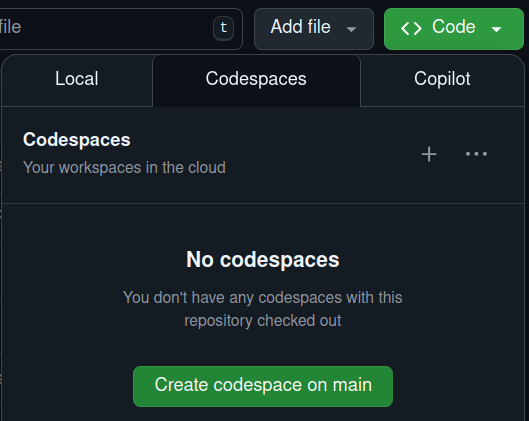 file
t
Add file
Code
Local
Codespaces
Copilot
Codespaces
Your workspaces in the cloud
No codespaces
You don't have any codespaces with this
repository checked out
Create codespace on main